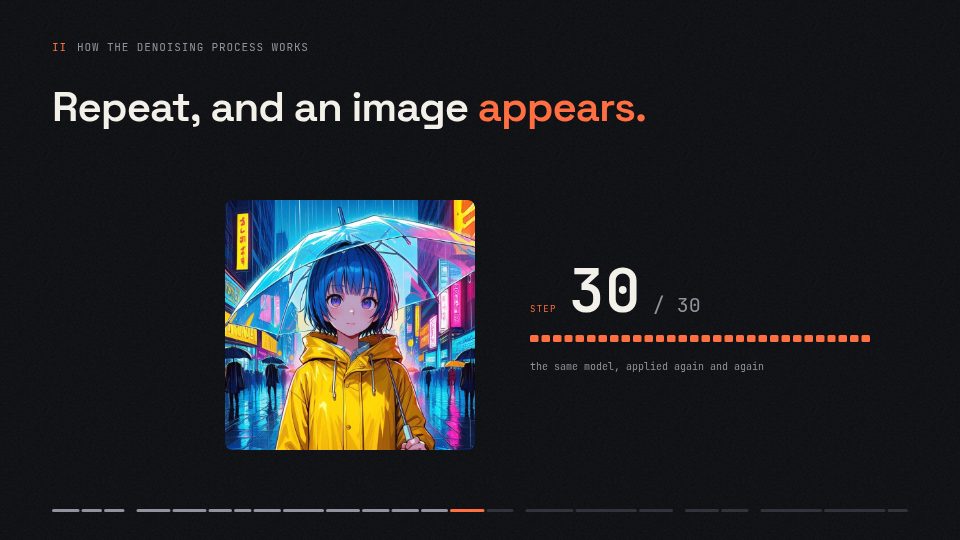 II HOW THE DENOISING PROCESS WORKS
Repeat, and an image appears.
STEP 30 / 30
the same model, applied again and again